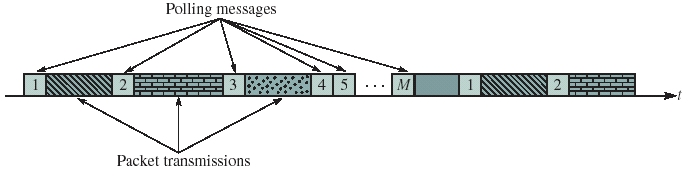 Polling messages
1 2 3 4 5 ... M 1 2 t
Packet transmissions